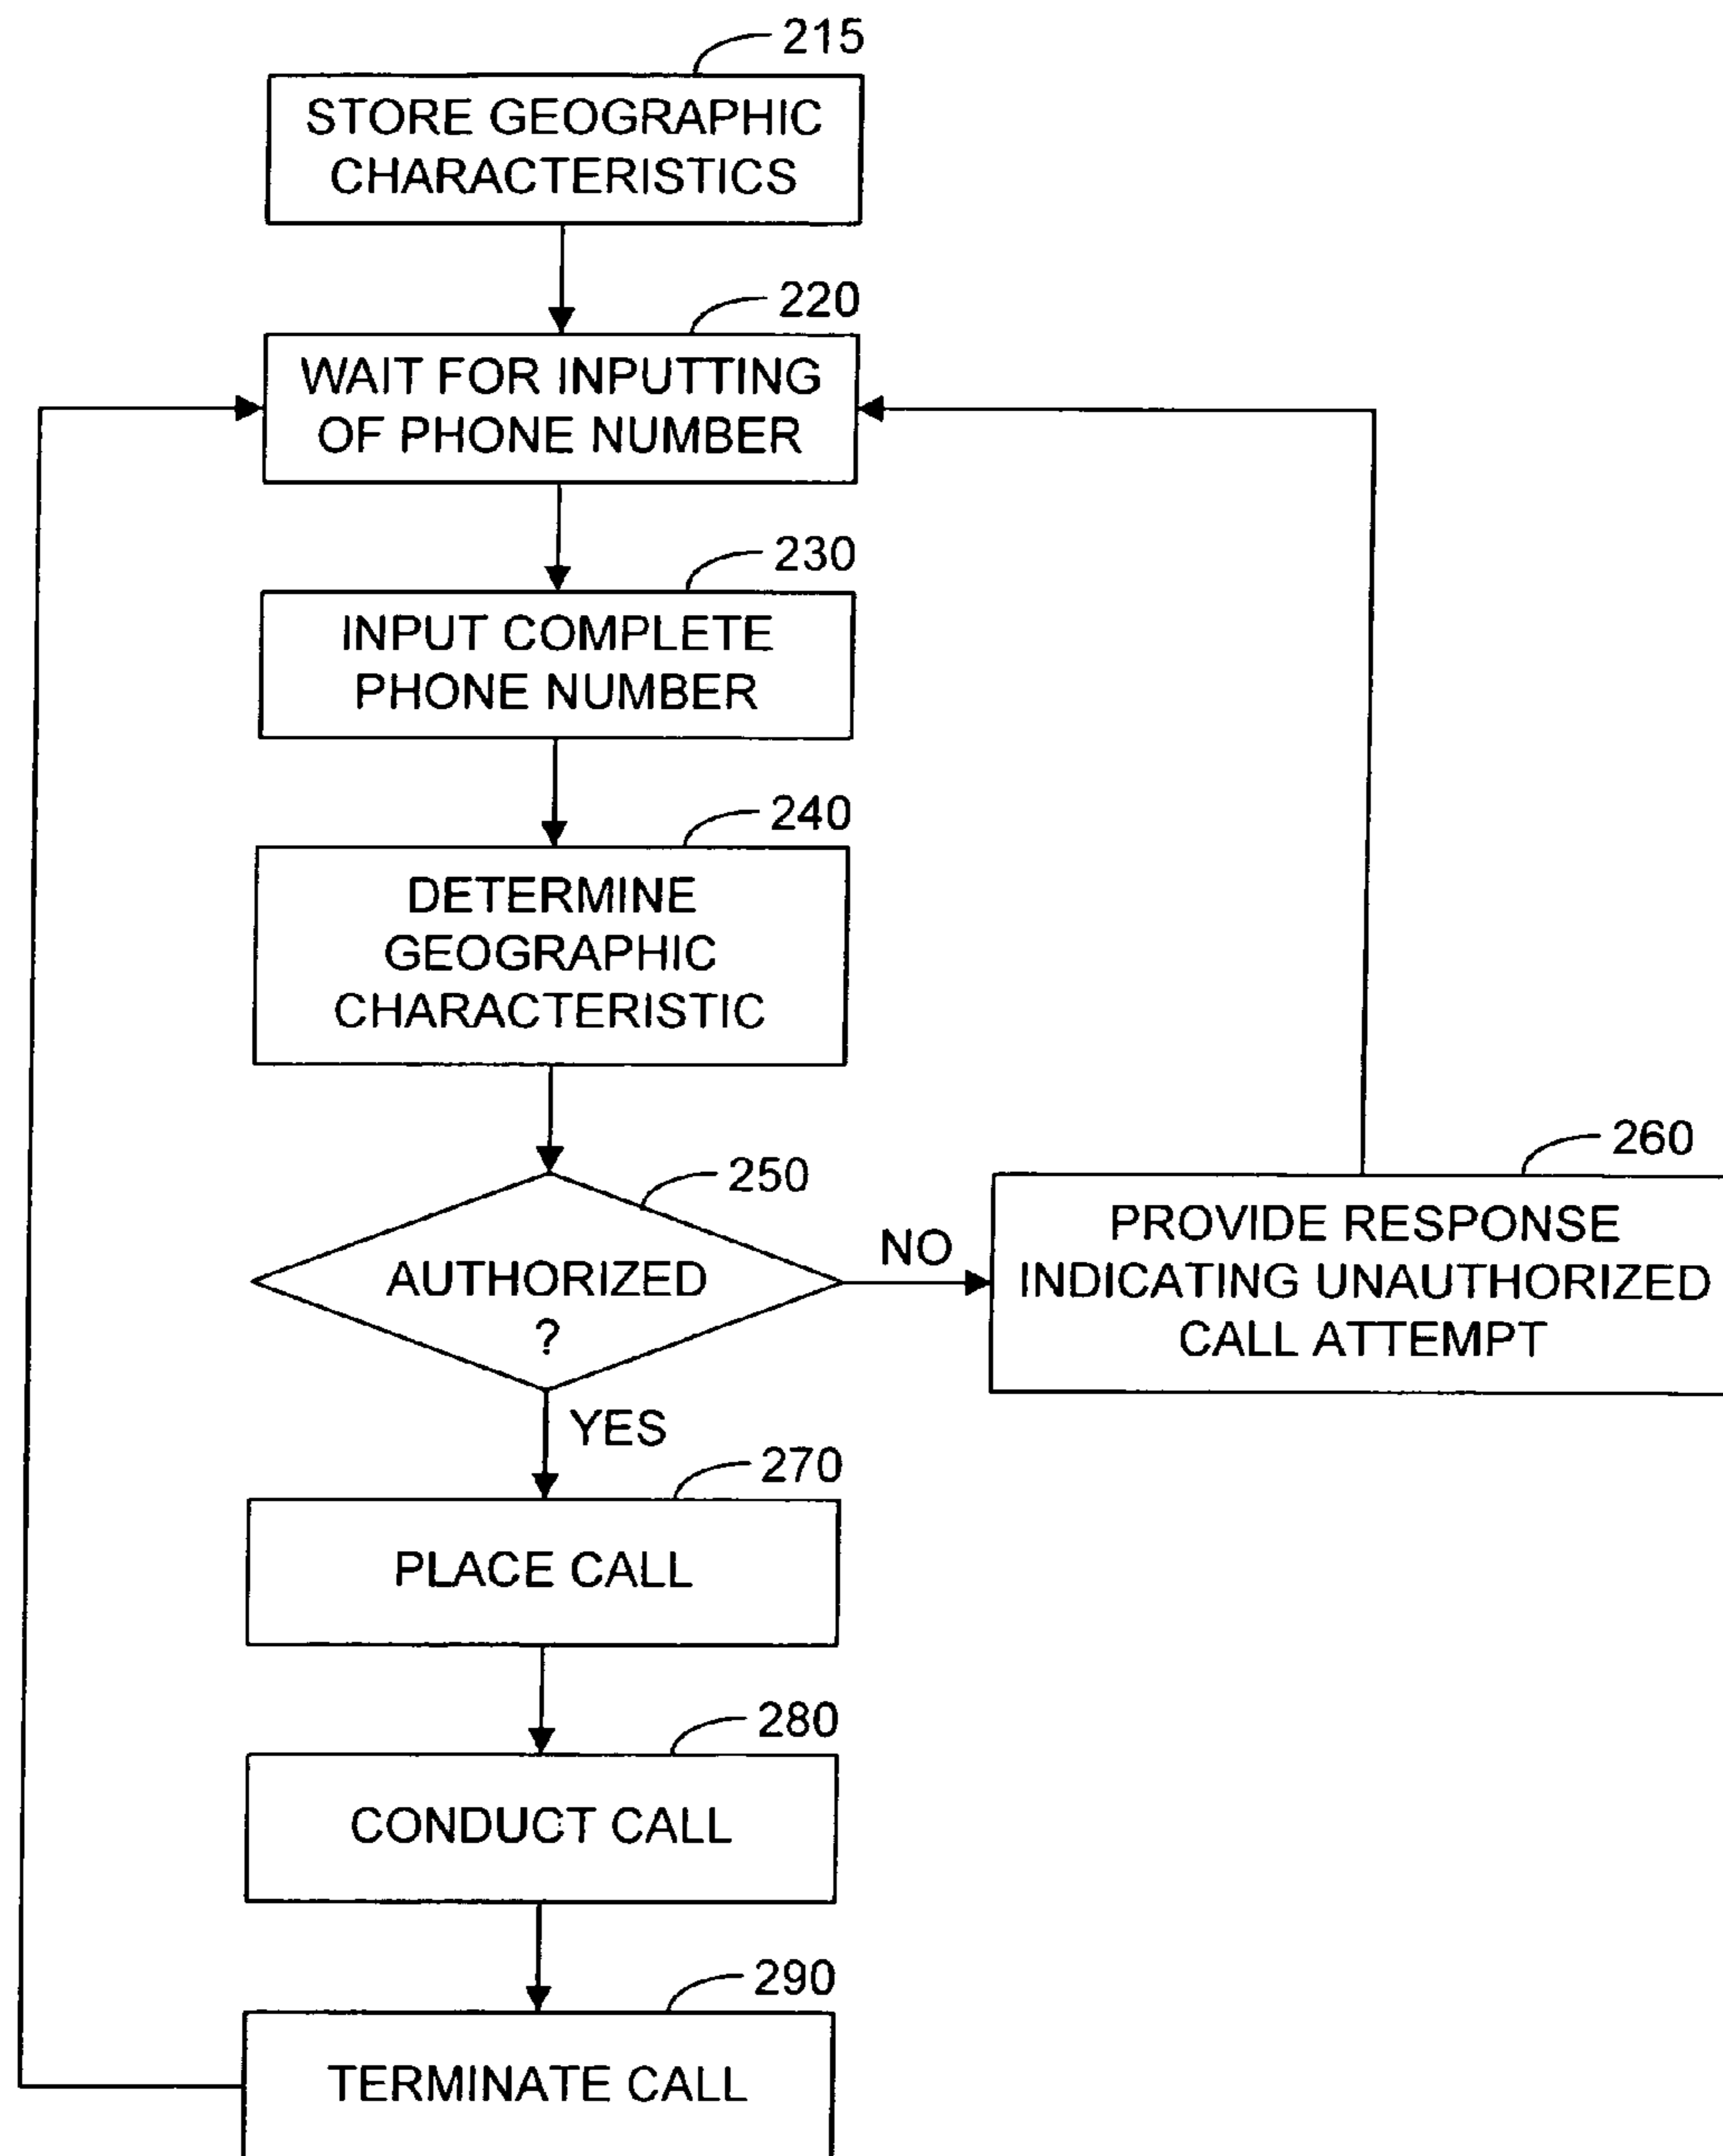 215
STORE GEOGRAPHIC
CHARACTERISTICS
220
WAIT FOR INPUTTING
OF PHONE NUMBER
230
INPUT COMPLETE
PHONE NUMBER
240
DETERMINE
GEOGRAPHIC
CHARACTERISTIC
250
AUTHORIZED
?
NO
260
PROVIDE RESPONSE
INDICATING UNAUTHORIZED
CALL ATTEMPT
YES
270
PLACE CALL
280
CONDUCT CALL
290
TERMINATE CALL